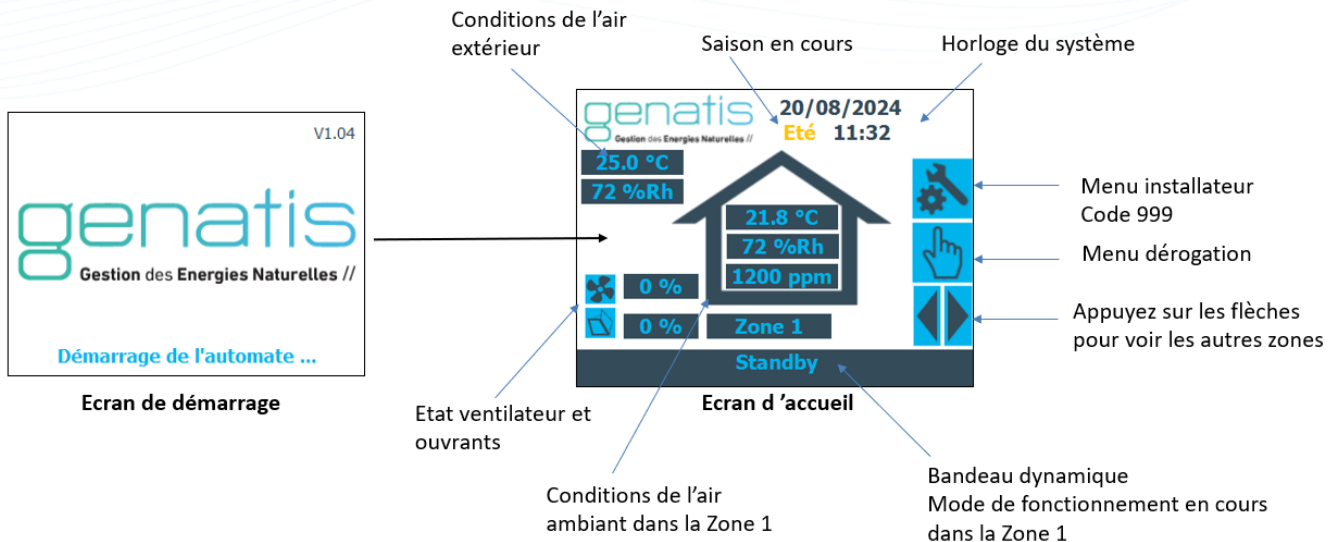 Conditions de l'air
extérieur
Saison en cours
Horloge du système
V1.04
genatis
Gestion des Energies Naturelles //
Démarrage de l'automate ...
Ecran de démarrage
genatis
Gestion des Energies Naturelles //
20/08/2024
Eté 11:32
25.0 °C
72 %Rh
21.8 °C
72 %Rh
1200 ppm
0 %
0 %
Zone 1
Standby
Ecran d 'accueil
Menu installateur
Code 999
Menu dérogation
Appuyez sur les flèches
pour voir les autres zones
Etat ventilateur et
ouvrants
Conditions de l'air
ambiant dans la Zone 1
Bandeau dynamique
Mode de fonctionnement en cours
dans la Zone 1